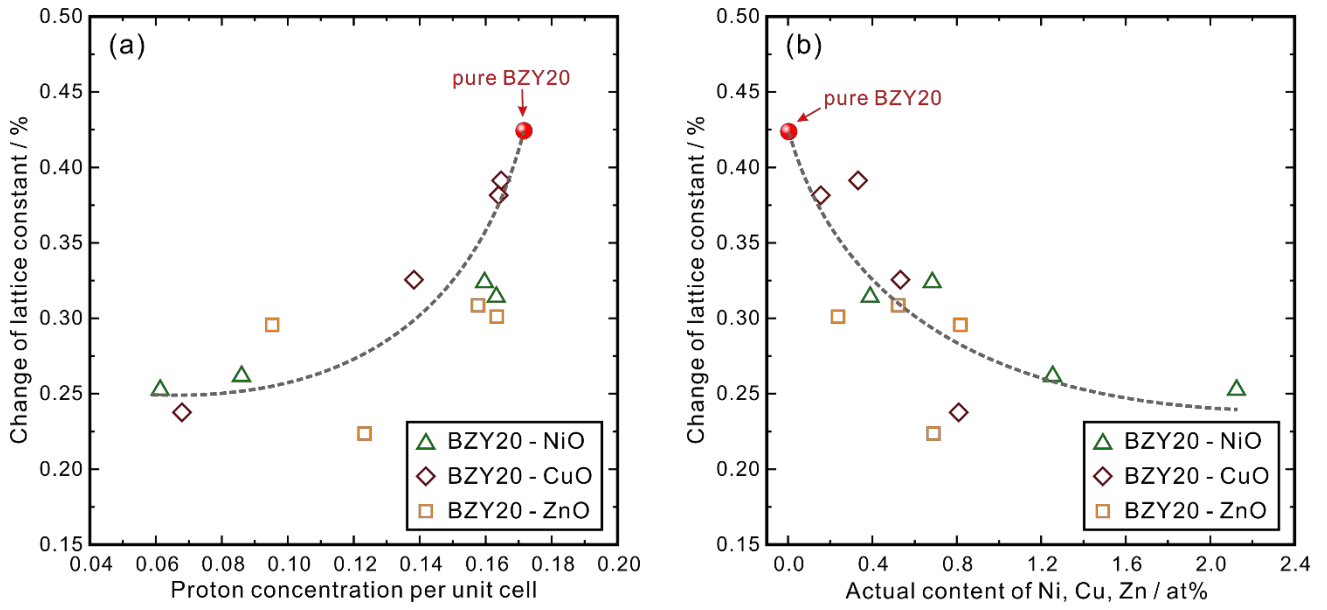 (a)
pure BZY20
Change of lattice constant / %
0.50
0.45
0.40
0.35
0.30
0.25
0.20
0.15
BZY20 - NiO
BZY20 - CuO
BZY20 - ZnO
0.04 0.06 0.08 0.10 0.12 0.14 0.16 0.18 0.20
Proton concentration per unit cell
(b)
pure BZY20
Change of lattice constant / %
0.50
0.45
0.40
0.35
0.30
0.25
0.20
0.15
BZY20 - NiO
BZY20 - CuO
BZY20 - ZnO
0.0 0.4 0.8 1.2 1.6 2.0 2.4
Actual content of Ni, Cu, Zn / at%